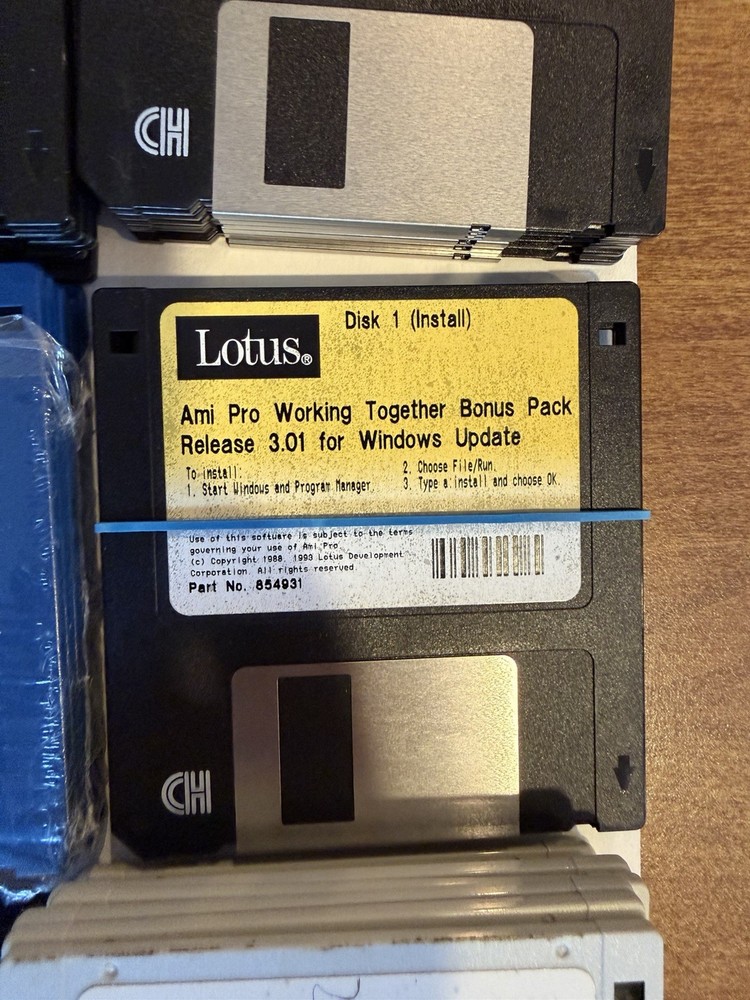 CH
Lotus®
Disk 1 (Install)
Ami Pro Working Together Bonus Pack
Release 3.01 for Windows Update
To install:
1. Start Windows and Program Manager.
2. Choose File/Run.
3. Type a:install and choose OK.
Use of this software is subject to the terms
governing your use of Ami Pro.
(c) Copyright 1988, 1993 Lotus Development
Corporation. All rights reserved.
Part No. 854931
CH